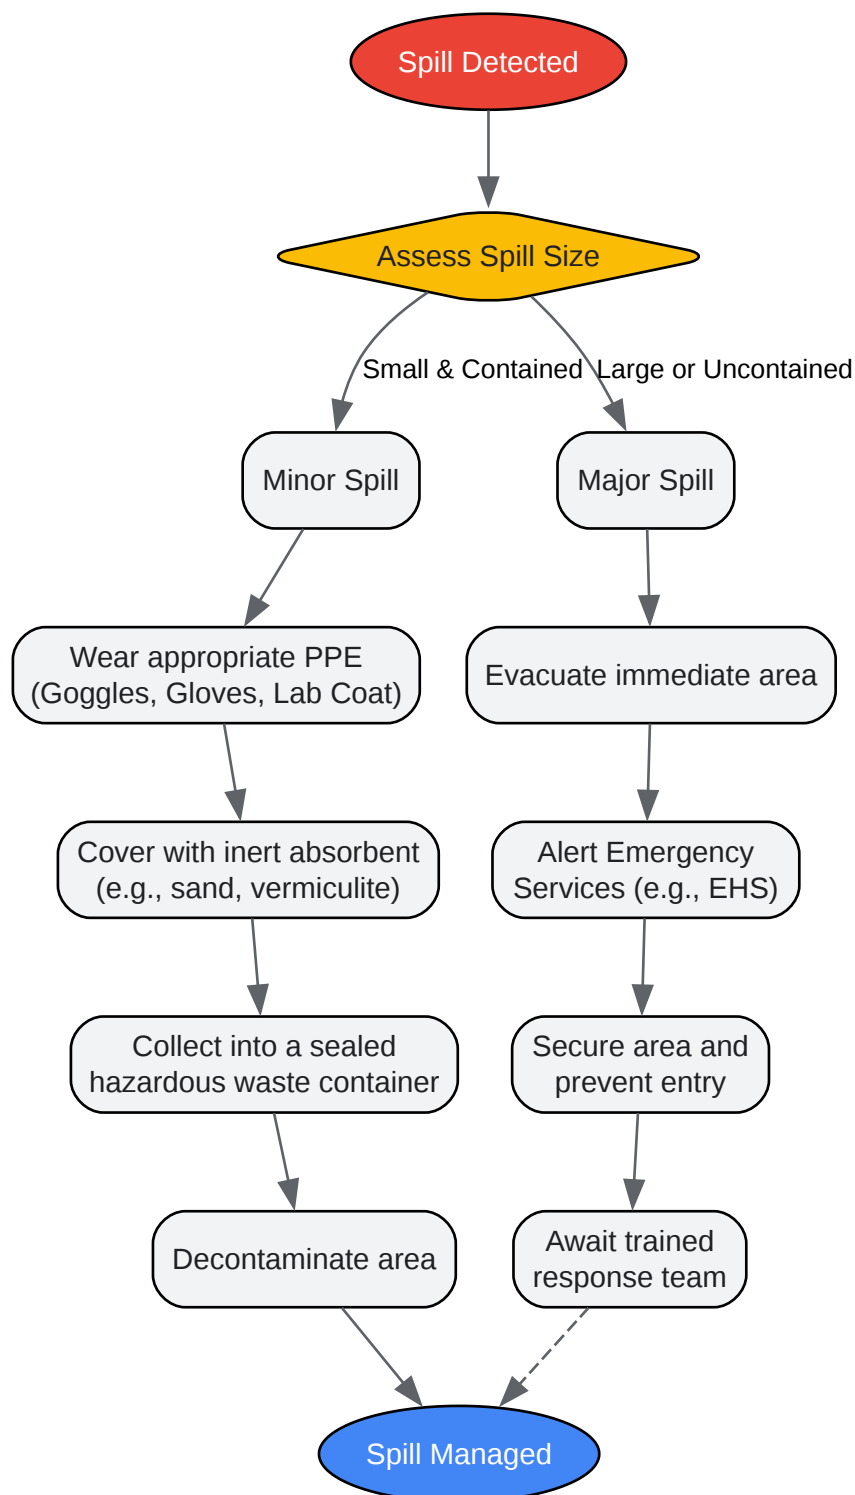 Spill Detected
Assess Spill Size
Small & Contained
Large or Uncontained
Minor Spill
Major Spill
Wear appropriate PPE
(Goggles, Gloves, Lab Coat)
Evacuate immediate area
Cover with inert absorbent
(e.g., sand, vermiculite)
Alert Emergency
Services (e.g., EHS)
Collect into a sealed
hazardous waste container
Secure area and
prevent entry
Decontaminate area
Await trained
response team
Spill Managed